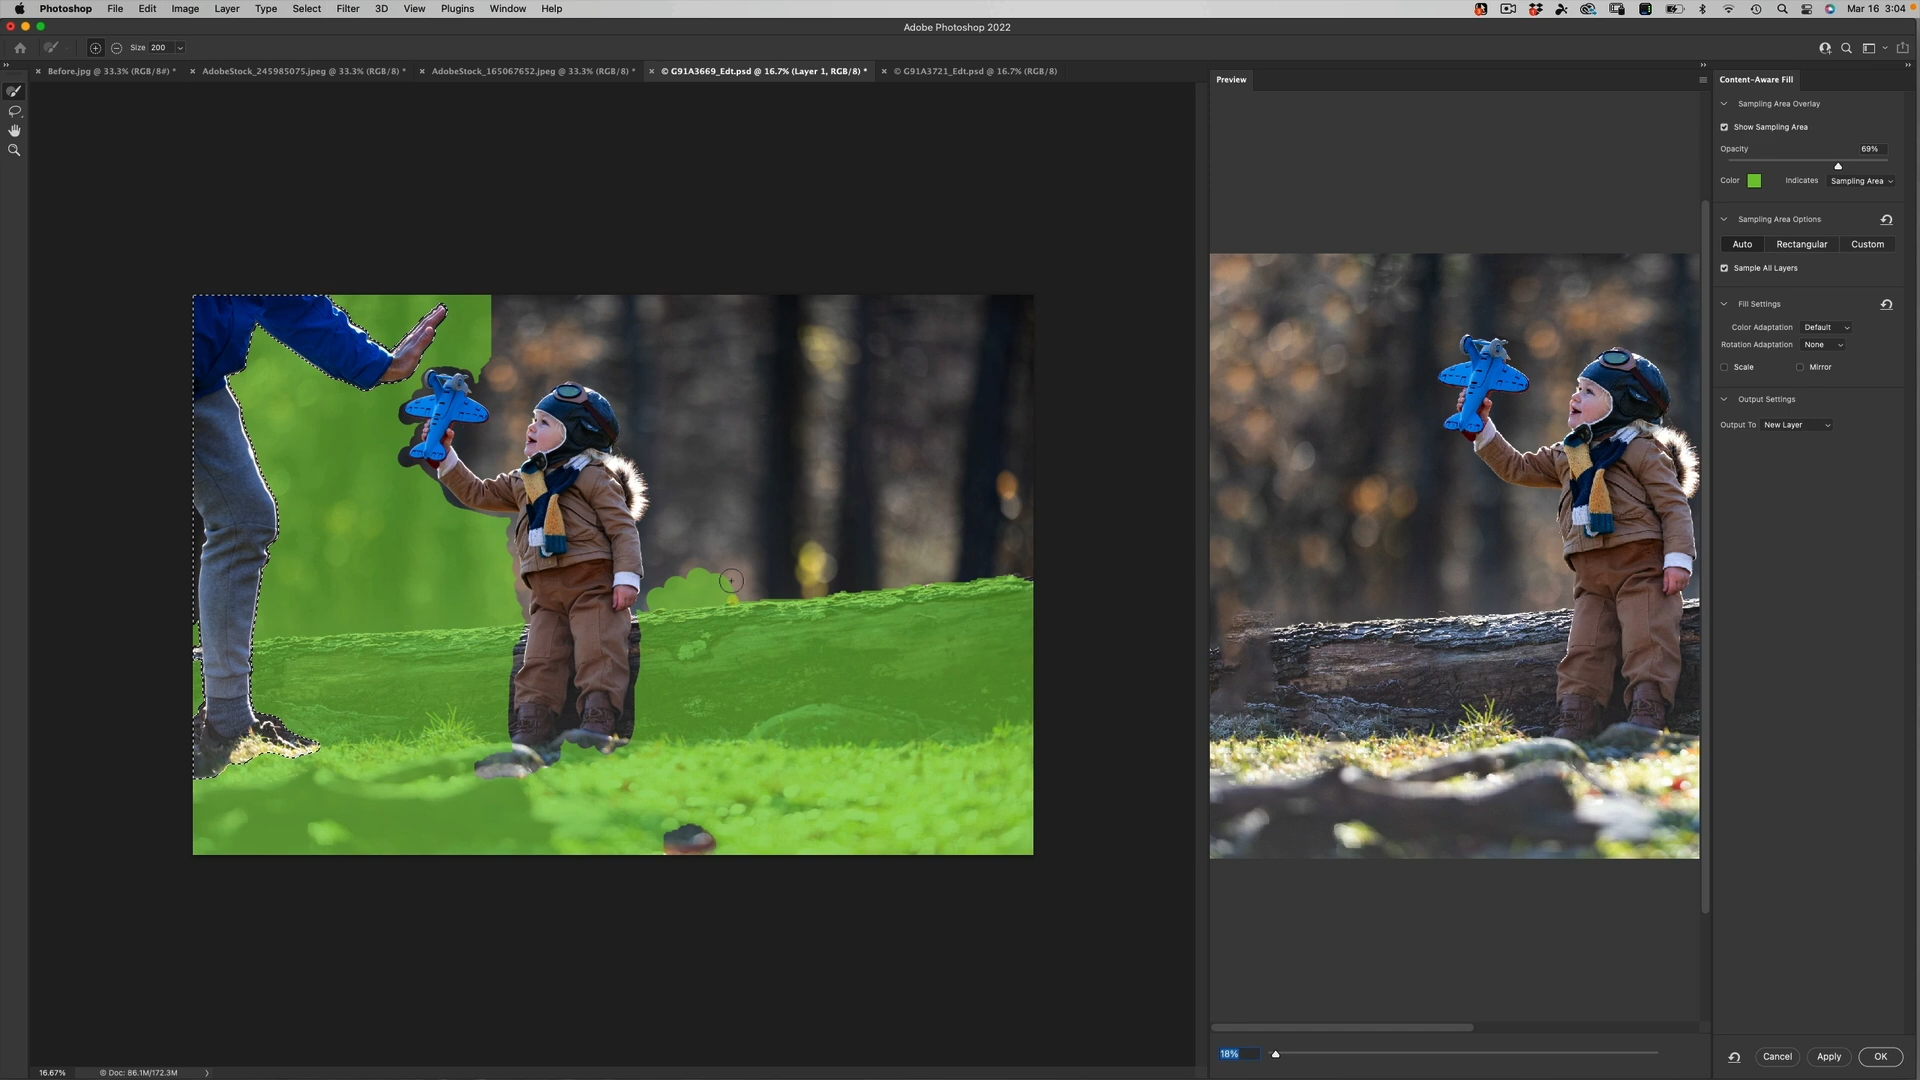 Photoshop File Edit Image Layer Type Select Filter 3D View Plugins Window Help Mar 16 3:04
Adobe Photoshop 2022
Size 200
Before.jpg @ 33.3% (RGB/8#) * AdobeStock_245985075.jpeg @ 33.3% (RGB/8) * AdobeStock_165067652.jpeg @ 33.3% (RGB/8) * © G91A3669_Edt.psd @ 16.7% (Layer 1, RGB/8) * © G91A3721_Edt.psd @ 16.7% (RGB/8)
Preview
Content-Aware Fill
Sampling Area Overlay
Show Sampling Area
Opacity 69%
Color Indicates Sampling Area
Sampling Area Options
Auto Rectangular Custom
Sample All Layers
Fill Settings
Color Adaptation Default
Rotation Adaptation None
Scale Mirror
Output Settings
Output To New Layer
18%
Cancel Apply OK
16.67% © Doc: 86.1M/172.3M